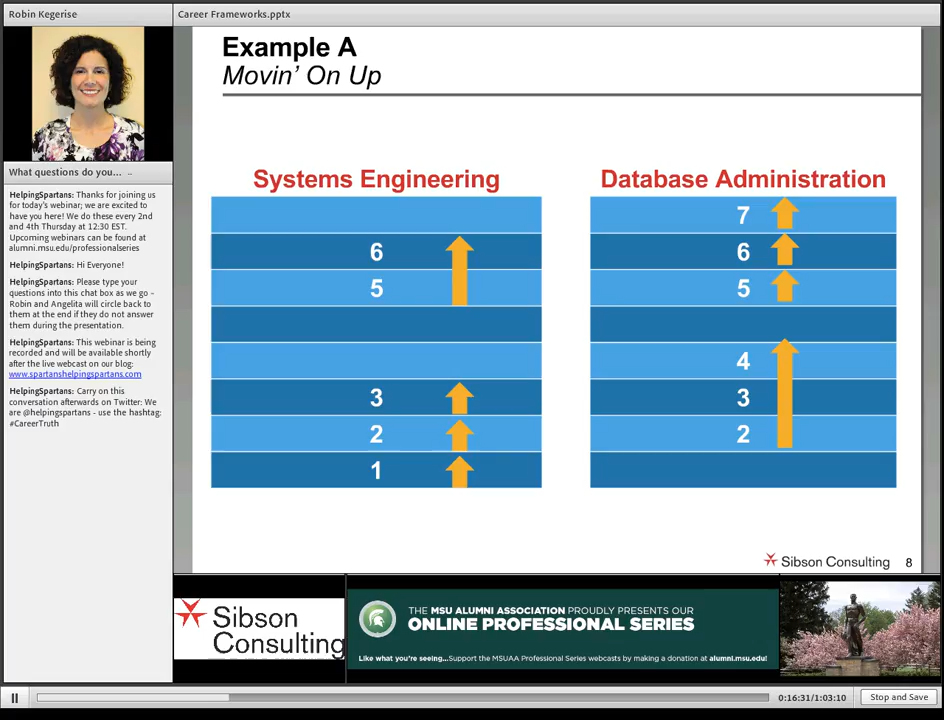 Robin Kegerise
Career Frameworks.pptx
Example A
Movin' On Up
What questions do you... ..
HelpingSpartans: Thanks for joining us
for today's webinar; we are excited to
have you here! We do these every 2nd
and 4th Thursday at 12:30 EST.
Upcoming webinars can be found at
alumni.msu.edu/professionalseries
HelpingSpartans: Hi Everyone!
HelpingSpartans: Please type your
questions into this chat box as we go -
Robin and Angelita will circle back to
them at the end if they do not answer
them during the presentation.
HelpingSpartans: This webinar is being
recorded and will be available shortly
after the live webcast on our blog:
www.spartanshelpingspartans.com
HelpingSpartans: Carry on this
conversation afterwards on Twitter: We
are @helpingspartans - use the hashtag:
#CareerTruth
Systems Engineering
6
5
3
2
1
Database Administration
7
6
5
4
3
2
Sibson Consulting 8
Sibson
Consulting
THE MSU ALUMNI ASSOCIATION PROUDLY PRESENTS OUR
ONLINE PROFESSIONAL SERIES
Like what you're seeing...Support the MSUAA Professional Series webcasts by making a donation at alumni.msu.edu!
0:16:31/1:03:10
Stop and Save